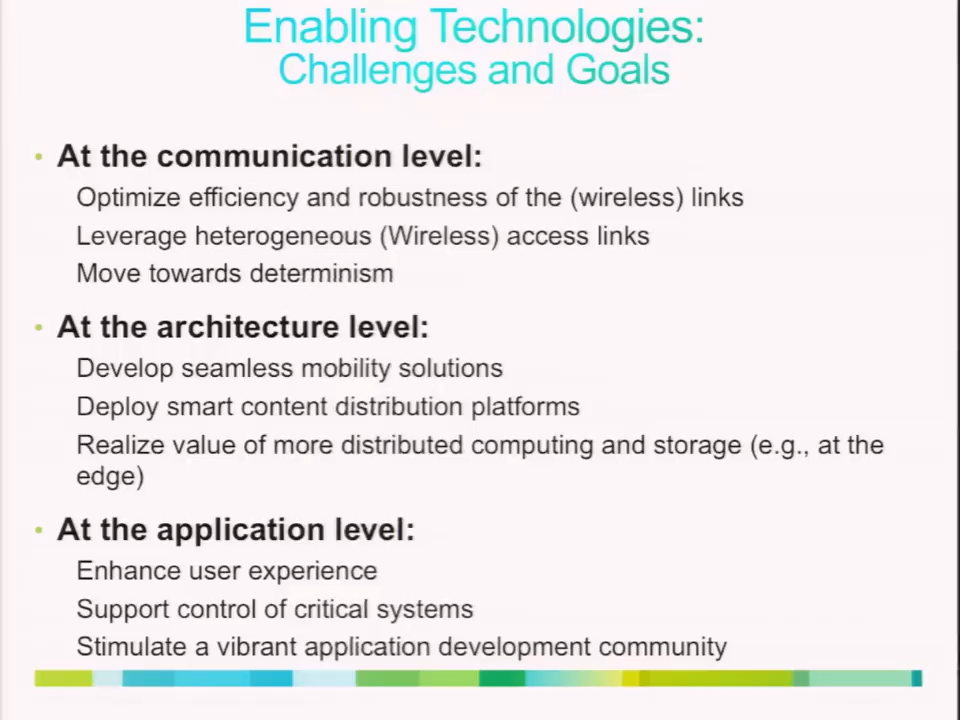 Enabling Technologies:
Challenges and Goals
• At the communication level:
Optimize efficiency and robustness of the (wireless) links
Leverage heterogeneous (Wireless) access links
Move towards determinism
• At the architecture level:
Develop seamless mobility solutions
Deploy smart content distribution platforms
Realize value of more distributed computing and storage (e.g., at the
edge)
• At the application level:
Enhance user experience
Support control of critical systems
Stimulate a vibrant application development community